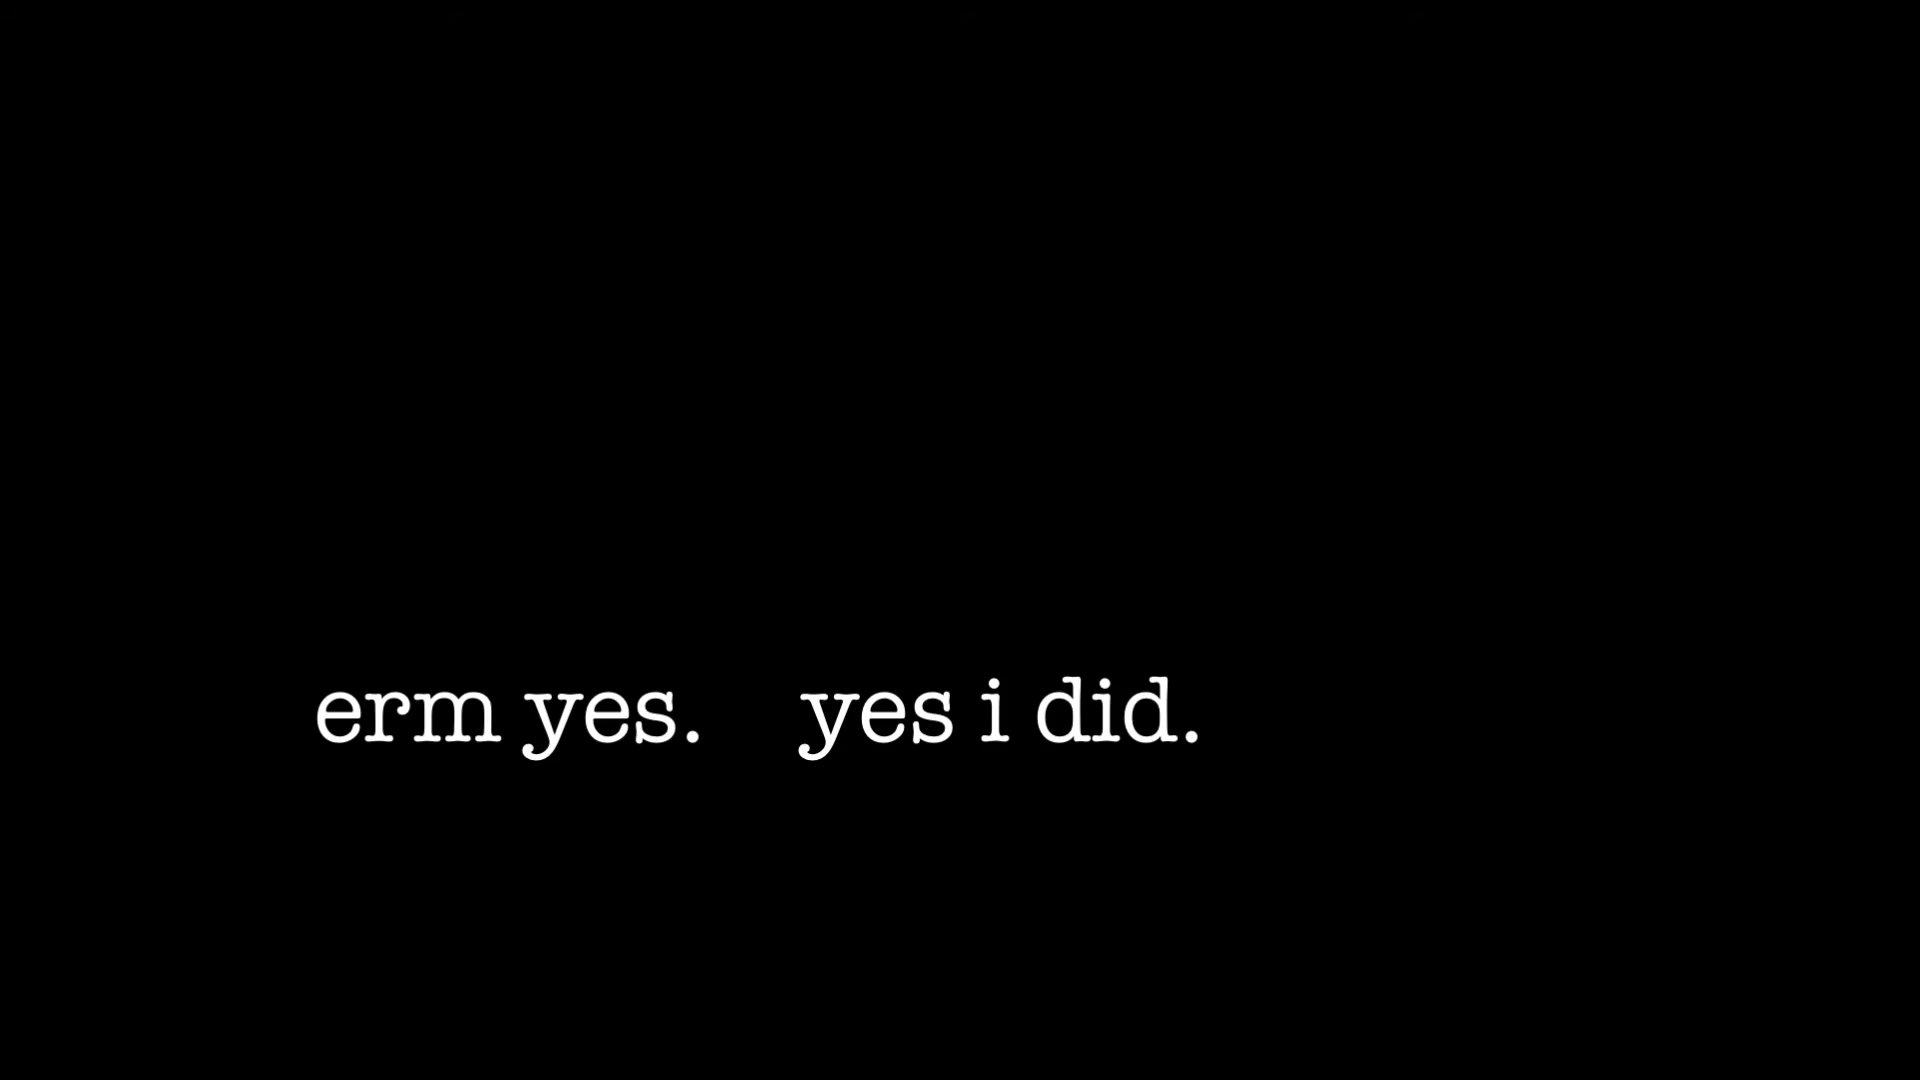 erm yes.    yes i did.